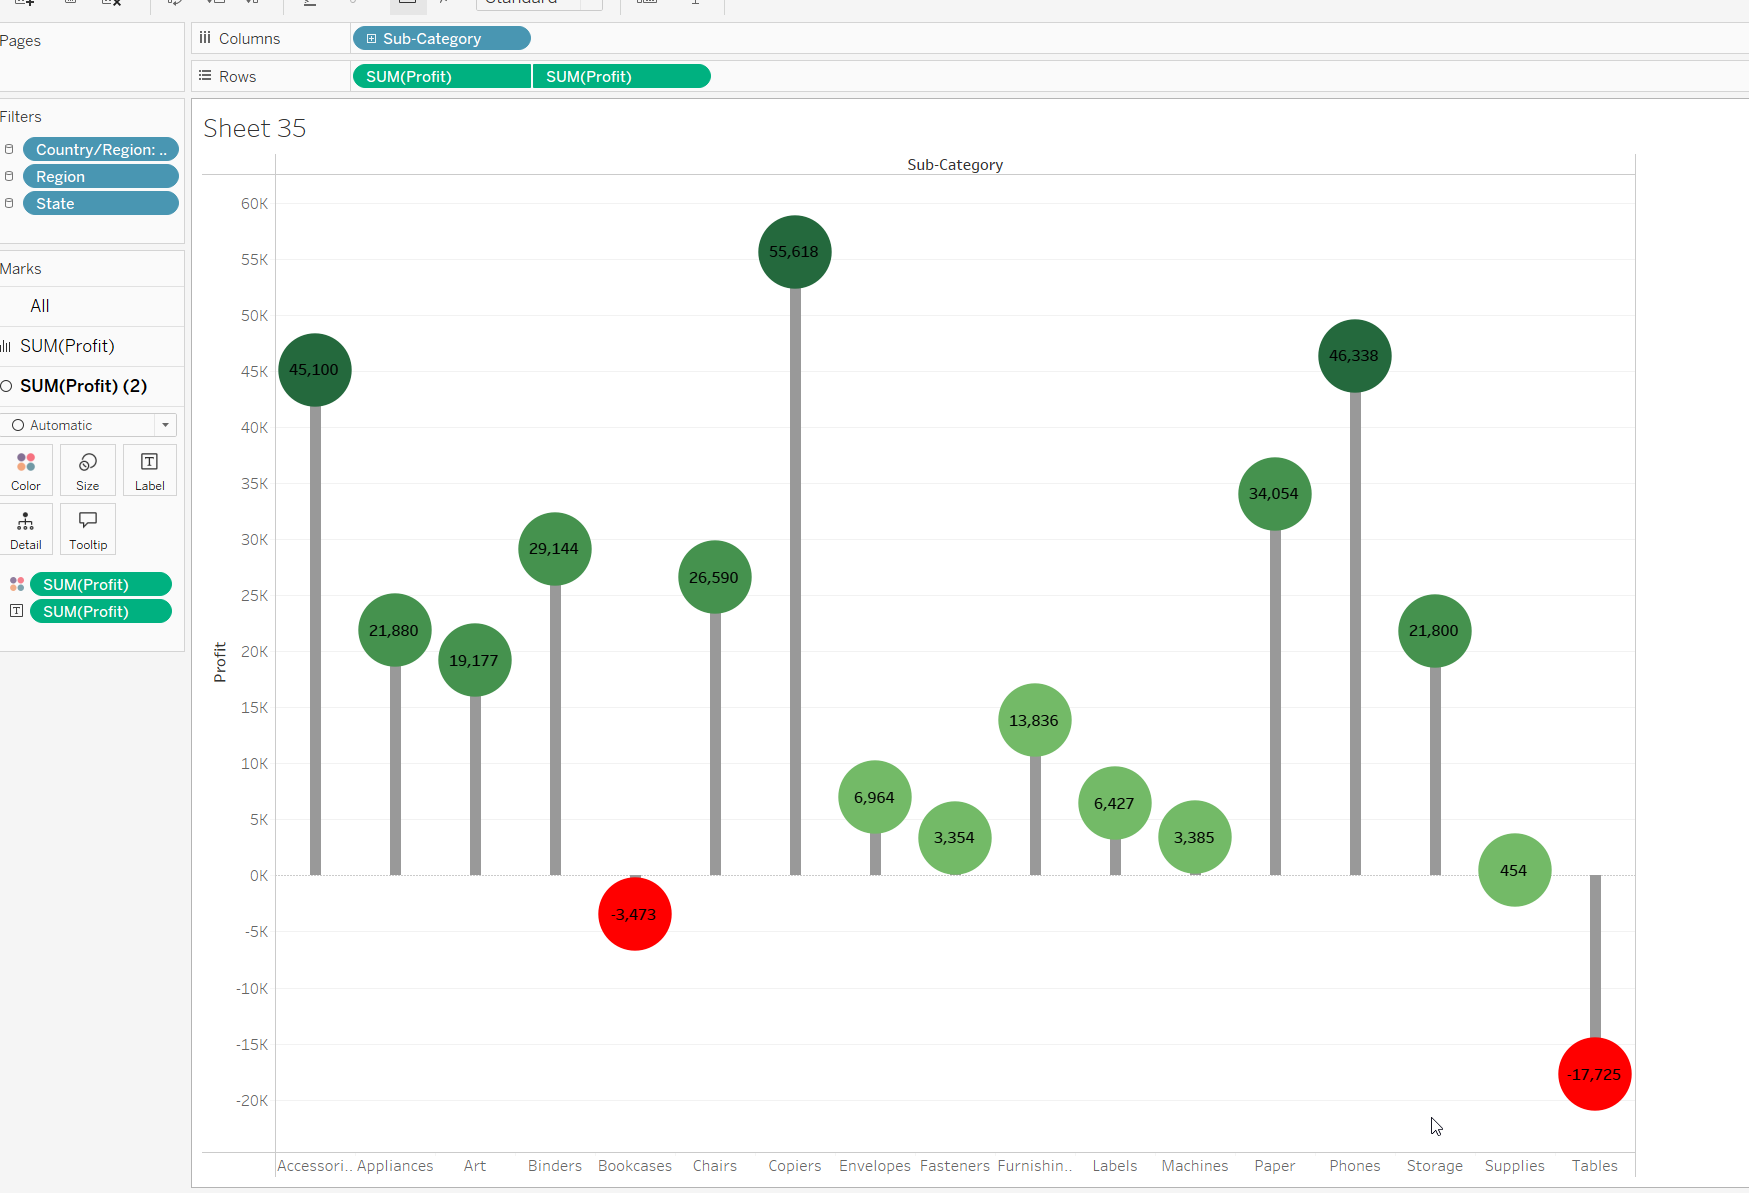 Standard
Pages
Columns
Sub-Category
Rows
SUM(Profit)
SUM(Profit)
Filters
Country/Region: ..
Region
State
Marks
All
SUM(Profit)
SUM(Profit) (2)
Automatic
Color
Size
Label
Detail
Tooltip
SUM(Profit)
SUM(Profit)
Sheet 35
Sub-Category
Profit
60K
55K
50K
45K
40K
35K
30K
25K
20K
15K
10K
5K
0K
-5K
-10K
-15K
-20K
45,100
21,880
19,177
29,144
-3,473
26,590
55,618
6,964
3,354
13,836
6,427
3,385
34,054
46,338
21,800
454
-17,725
Accessori..
Appliances
Art
Binders
Bookcases
Chairs
Copiers
Envelopes
Fasteners
Furnishin..
Labels
Machines
Paper
Phones
Storage
Supplies
Tables